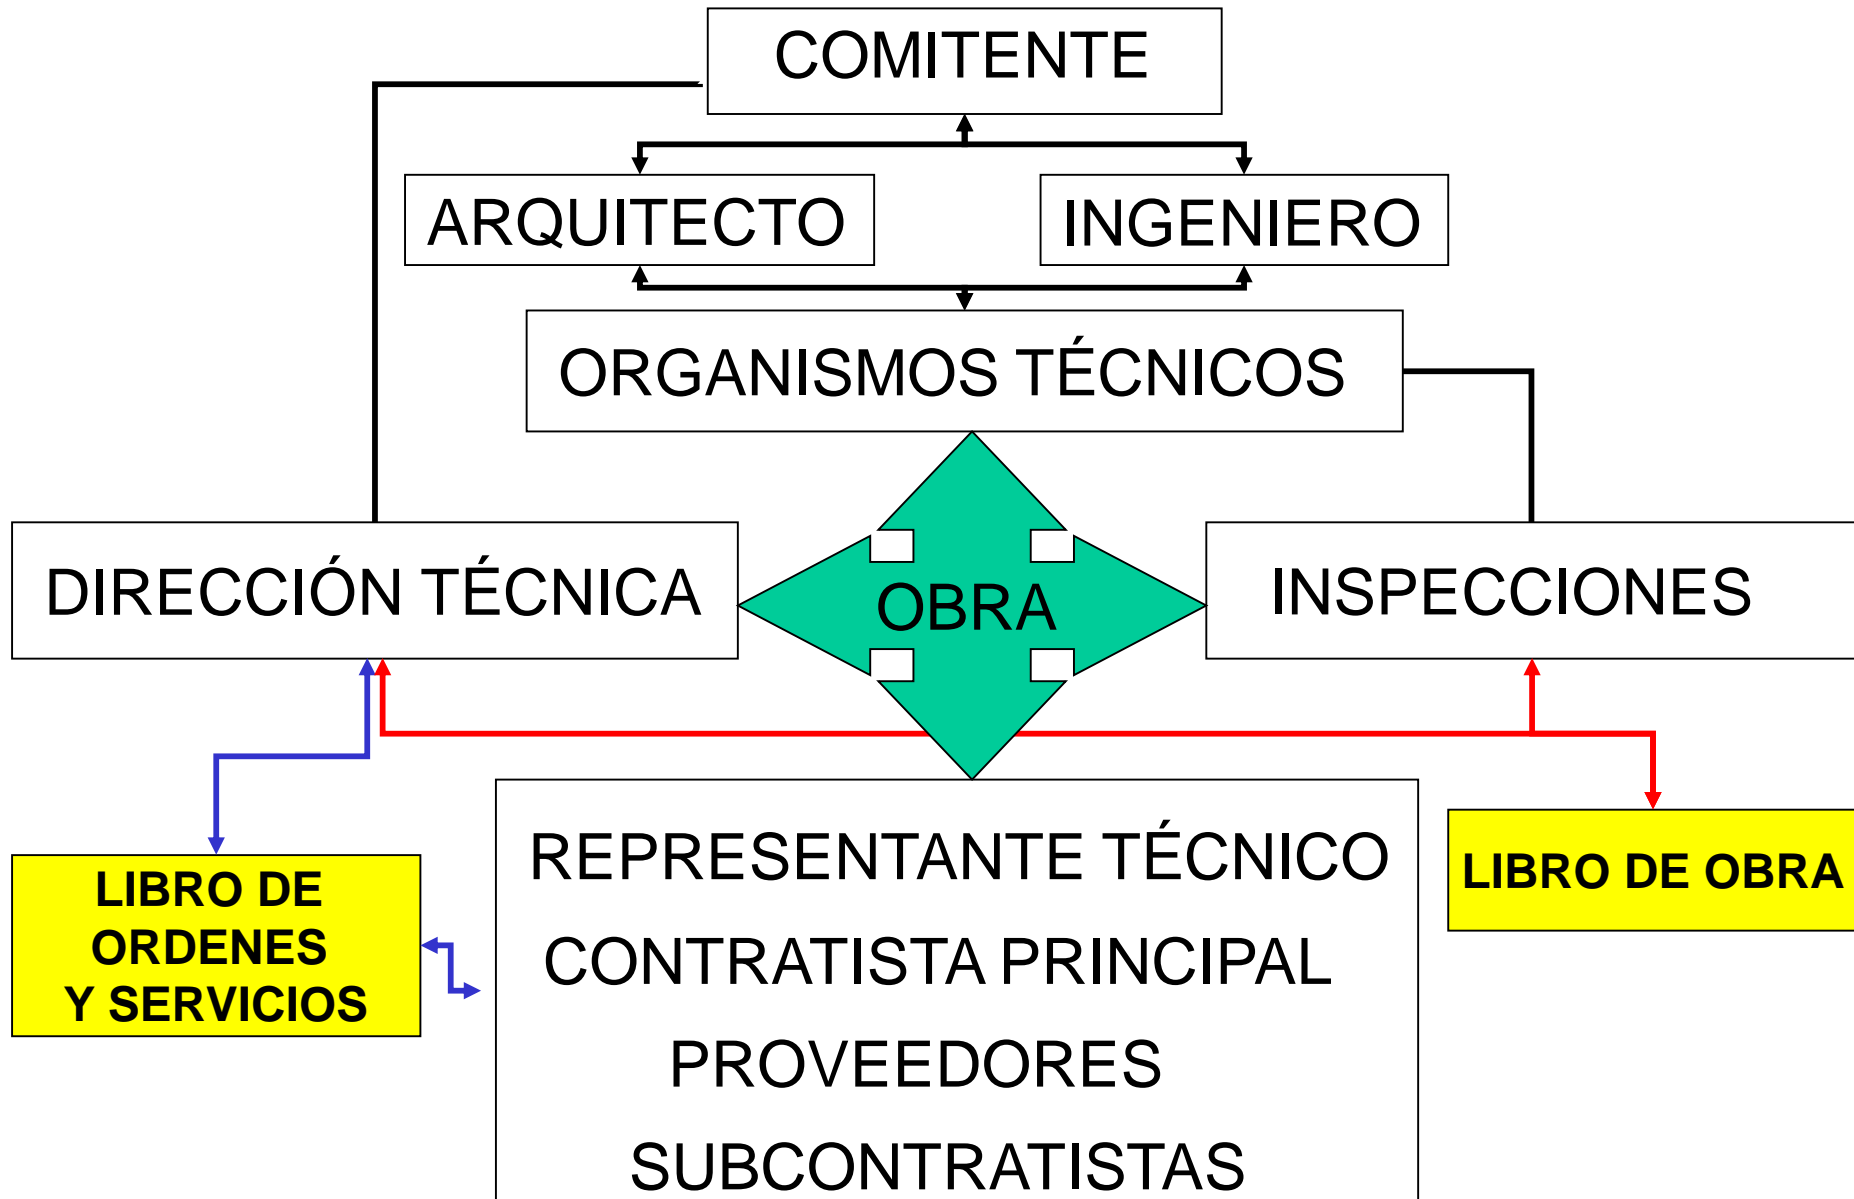 COMITENTE
ARQUITECTO
INGENIERO
ORGANISMOS TÉCNICOS
DIRECCIÓN TÉCNICA
OBRA
INSPECCIONES
LIBRO DE
ORDENES
Y SERVICIOS
REPRESENTANTE TÉCNICO
CONTRATISTA PRINCIPAL
PROVEEDORES
SUBCONTRATISTAS
LIBRO DE OBRA